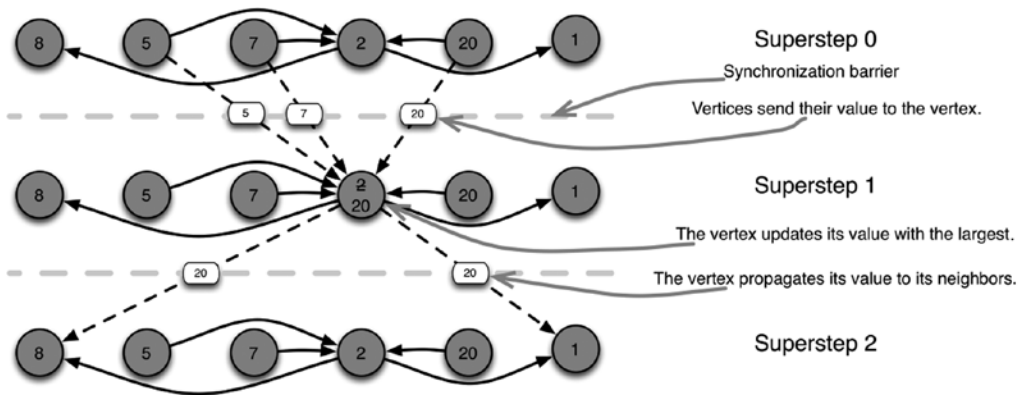 8 5 7 2 20 1 Superstep 0
Synchronization barrier
Vertices send their value to the vertex.
5 7 20
8 5 7 2 20 1 Superstep 1
20
The vertex updates its value with the largest.
20 20 The vertex propagates its value to its neighbors.
8 5 7 2 20 1 Superstep 2